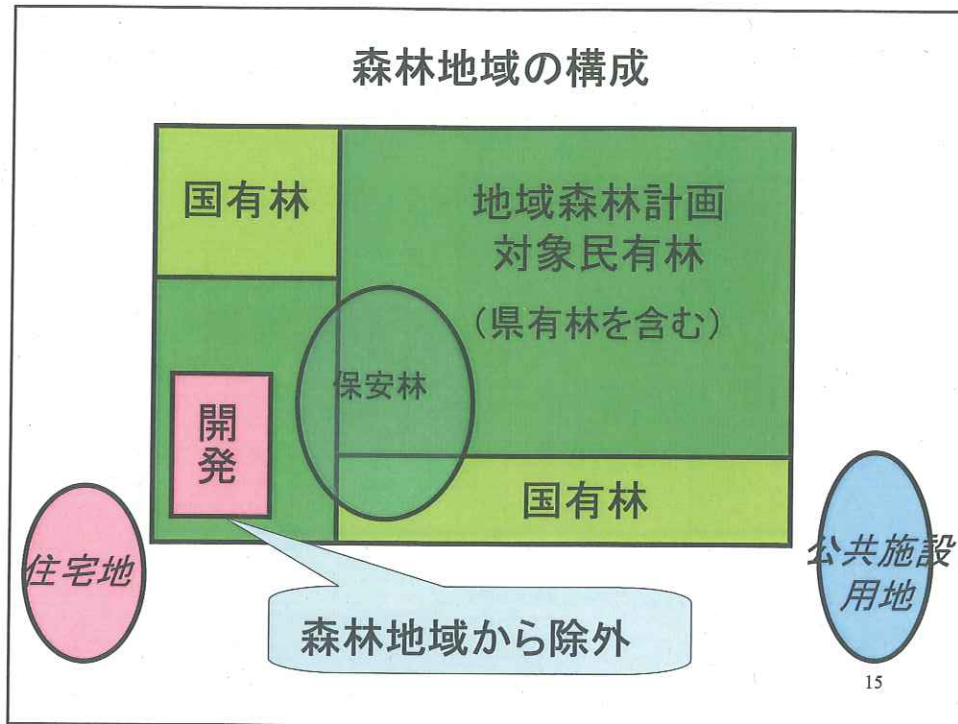 森林地域の構成
国有林
地域森林計画
対象民有林
（県有林を含む）
保安林
開
発
国有林
住宅地
公共施設
用地
森林地域から除外
15